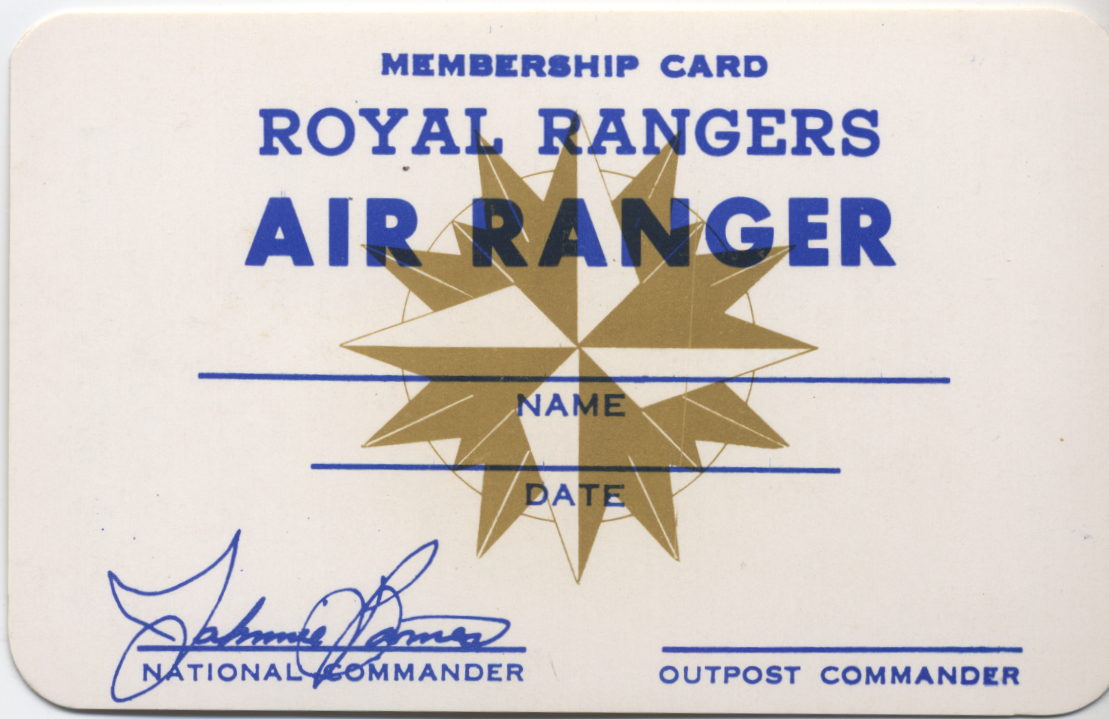 MEMBERSHIP CARD
ROYAL RANGERS
AIR RANGER
NAME
DATE
Johnnie Barnes
NATIONAL COMMANDER
OUTPOST COMMANDER